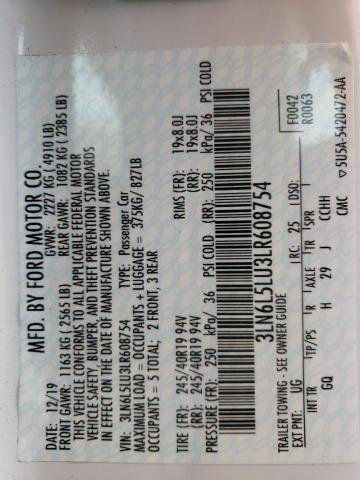 MFD. BY FORD MOTOR CO.
DATE: 12/19 GVWR: 2227 KG ( 4910 LB)
FRONT GAWR: 1163 KG ( 2565 LB) REAR GAWR: 1082 KG ( 2385 LB)
THIS VEHICLE CONFORMS TO ALL APPLICABLE FEDERAL MOTOR
VEHICLE SAFETY, BUMPER, AND THEFT PREVENTION STANDARDS
IN EFFECT ON THE DATE OF MANUFACTURE SHOWN ABOVE.
VIN: 3LN6L5LU3LR608754 TYPE: Passenger Car
MAXIMUM LOAD = OCCUPANTS + LUGGAGE = 375KG/ 827LB
OCCUPANTS = 5 TOTAL; 2 FRONT, 3 REAR
TIRE (FR): 245/40R19 94V RIMS (FR): 19x8.0J
(RR): 245/40R19 94V (RR): 19x8.0J
PRESSURE (FR): 250 kPa/ 36 PSI COLD (RR): 250 kPa/ 36 PSI COLD
3LN6L5LU3LR608754
TRAILER TOWING - SEE OWNER GUIDE F0042
EXT PNT: UG RC: 25 DSO: R0063
INT TR TP/PS R AXLE TR SPR
GQ H 29 J CCHH
CMC ▽5U5A-5420472-AA